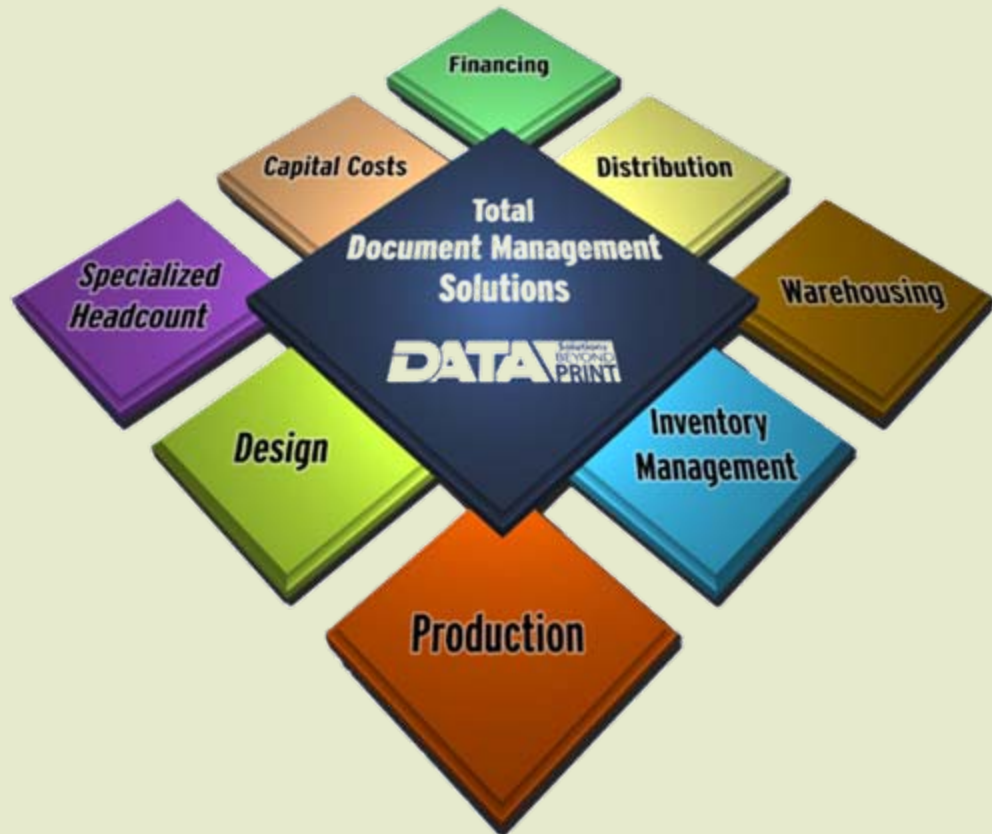 Financing
Capital Costs
Distribution
Total
Document Management
Solutions
Specialized
Headcount
Warehousing
DATA
Solutions
BEYOND
PRINT
Design
Inventory
Management
Production